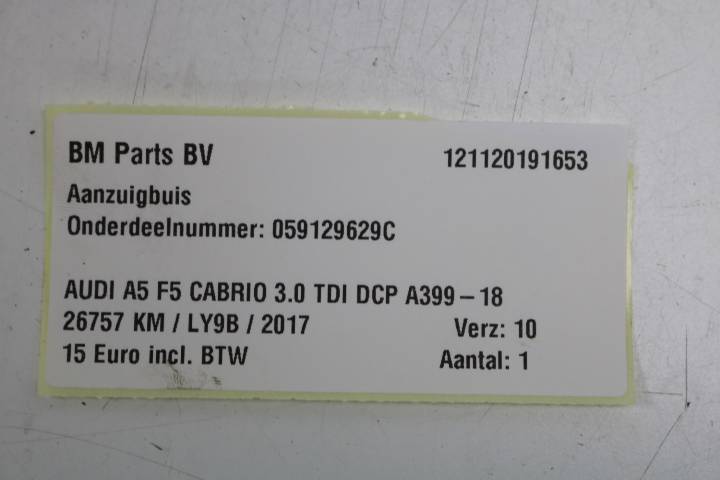 BM Parts BV 121120191653
Aanzuigbuis
Onderdeelnummer: 059129629C
AUDI A5 F5 CABRIO 3.0 TDI DCP A399 – 18
26757 KM / LY9B / 2017 Verz: 10
15 Euro incl. BTW Aantal: 1